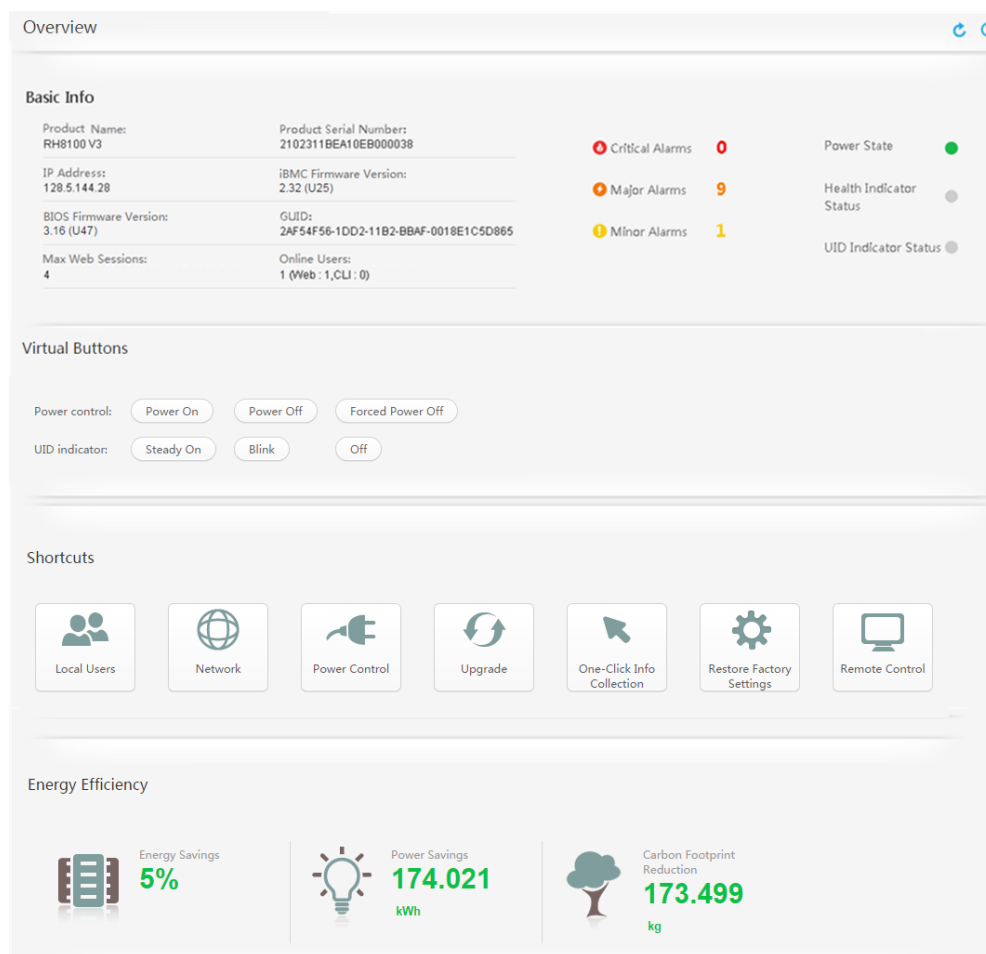 Overview
Basic Info
Product Name:
RH8100 V3
Product Serial Number:
2102311BEA10EB000038
IP Address:
128.5.144.28
iBMC Firmware Version:
2.32 (U25)
BIOS Firmware Version:
3.16 (U47)
GUID:
2AF54F56-1DD2-11B2-BBAF-0018E1C5D865
Max Web Sessions:
4
Online Users:
1 (Web : 1,CLI : 0)
Critical Alarms 0
Major Alarms 9
Minor Alarms 1
Power State
Health Indicator
Status
UID Indicator Status
Virtual Buttons
Power control: Power On Power Off Forced Power Off
UID indicator: Steady On Blink Off
Shortcuts
Local Users
Network
Power Control
Upgrade
One-Click Info
Collection
Restore Factory
Settings
Remote Control
Energy Efficiency
Energy Savings
5%
Power Savings
174.021
kWh
Carbon Footprint
Reduction
173.499
kg